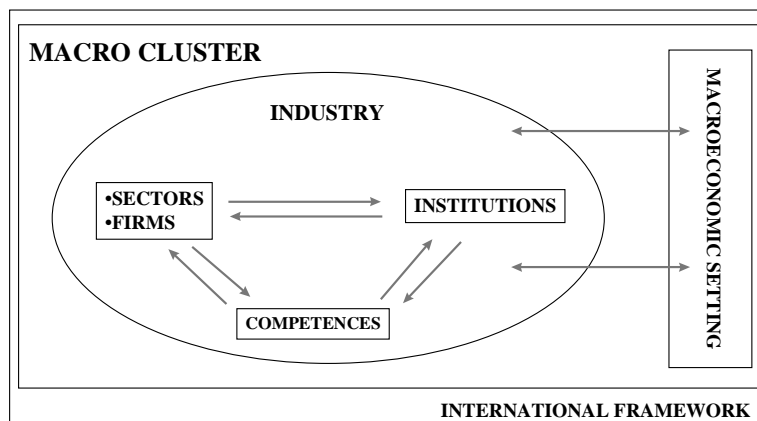 MACRO CLUSTER
INDUSTRY
•SECTORS
•FIRMS
INSTITUTIONS
COMPETENCES
MACROECONOMIC SETTING
INTERNATIONAL FRAMEWORK